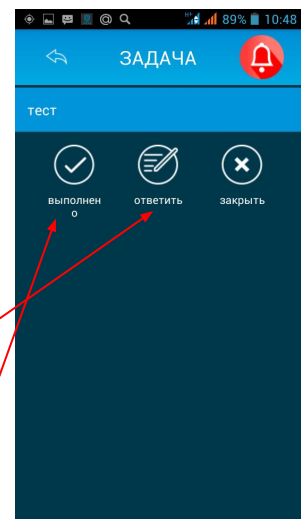 89% 10:48
ЗАДАЧА
тест
выполнен
о
ответить
закрыть